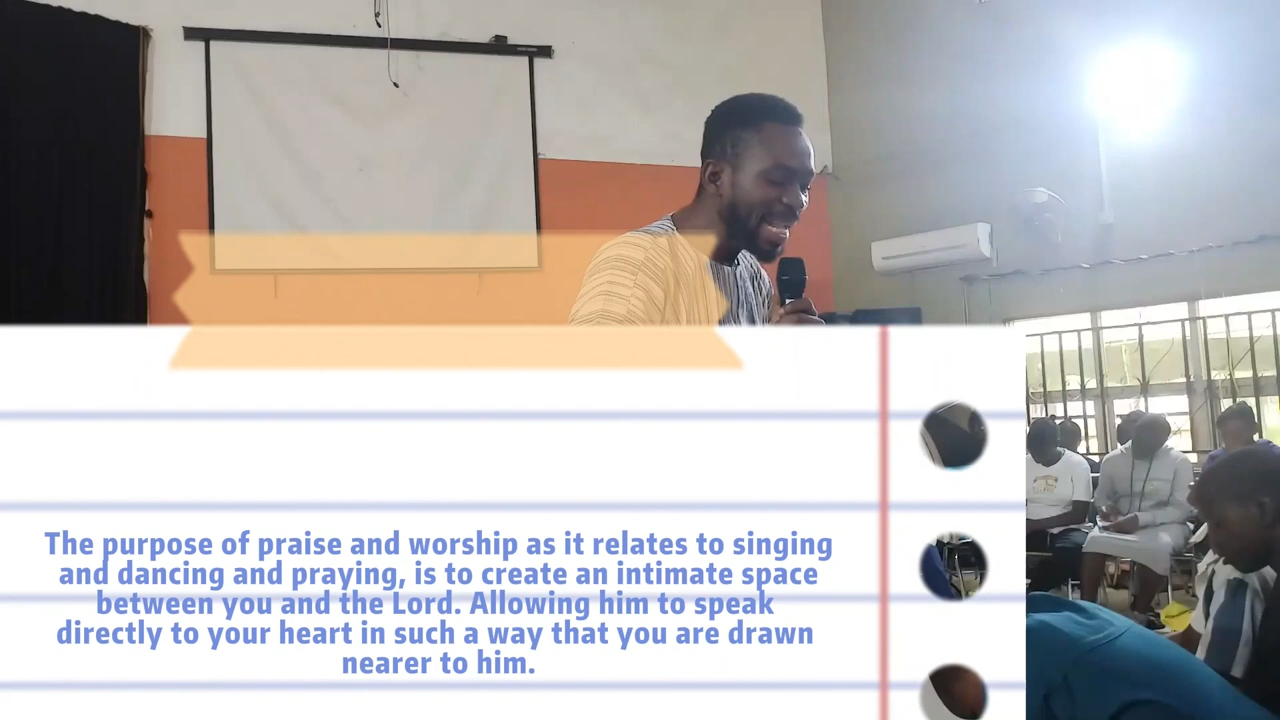 The purpose of praise and worship as it relates to singing
and dancing and praying, is to create an intimate space
between you and the Lord. Allowing him to speak
directly to your heart in such a way that you are drawn
nearer to him.